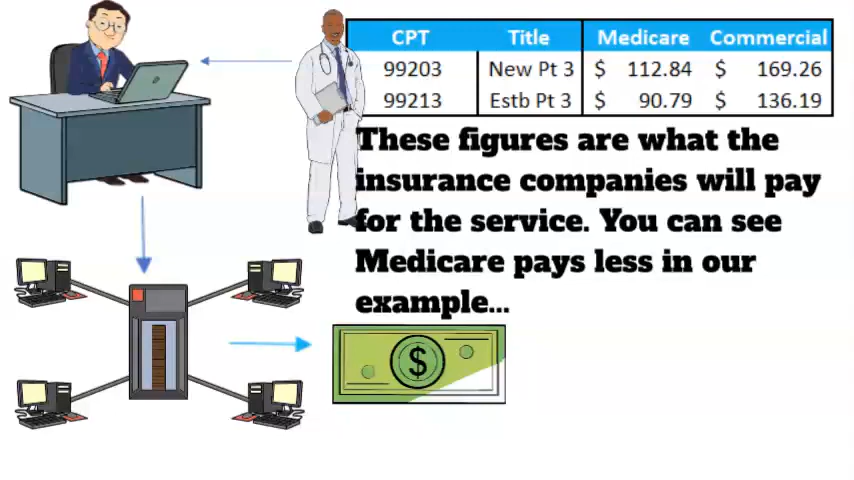 CPT Title Medicare Commercial
99203 New Pt 3 $ 112.84 $ 169.26
99213 Estb Pt 3 $ 90.79 $ 136.19
These figures are what the
insurance companies will pay
for the service. You can see
Medicare pays less in our
example...
$